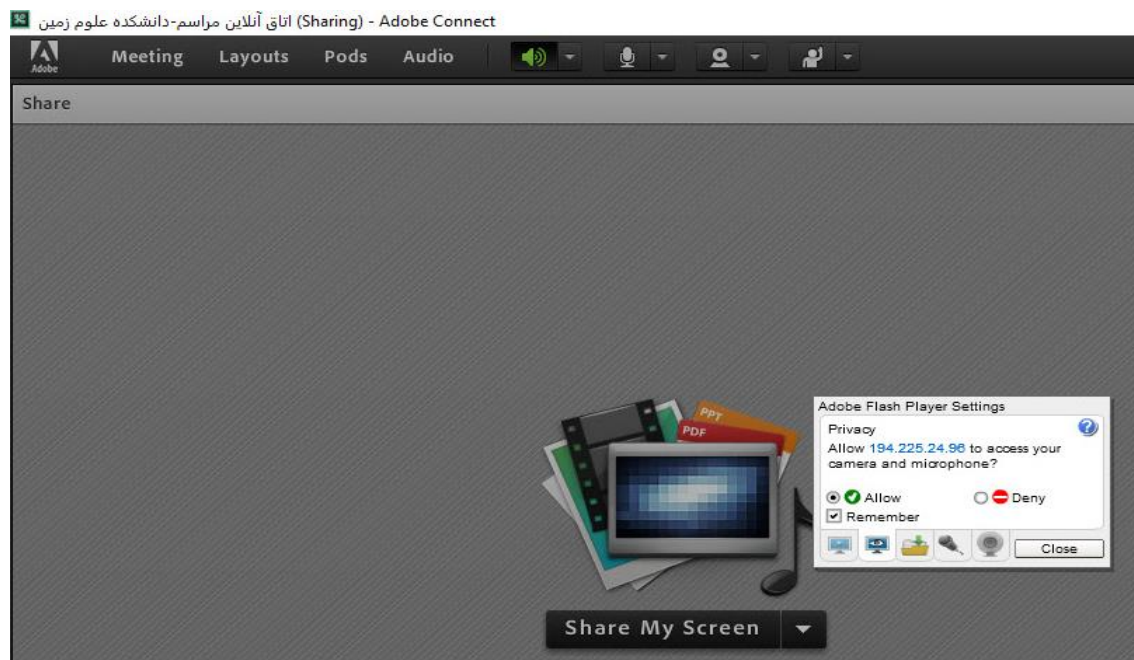 اتاق آنلاین مراسم-دانشکده علوم زمین (Sharing) - Adobe Connect
Adobe
Meeting Layouts Pods Audio
Share
PPT
PDF
Adobe Flash Player Settings
Privacy
Allow 194.225.24.96 to access your
camera and microphone?
Allow Deny
Remember
Close
Share My Screen